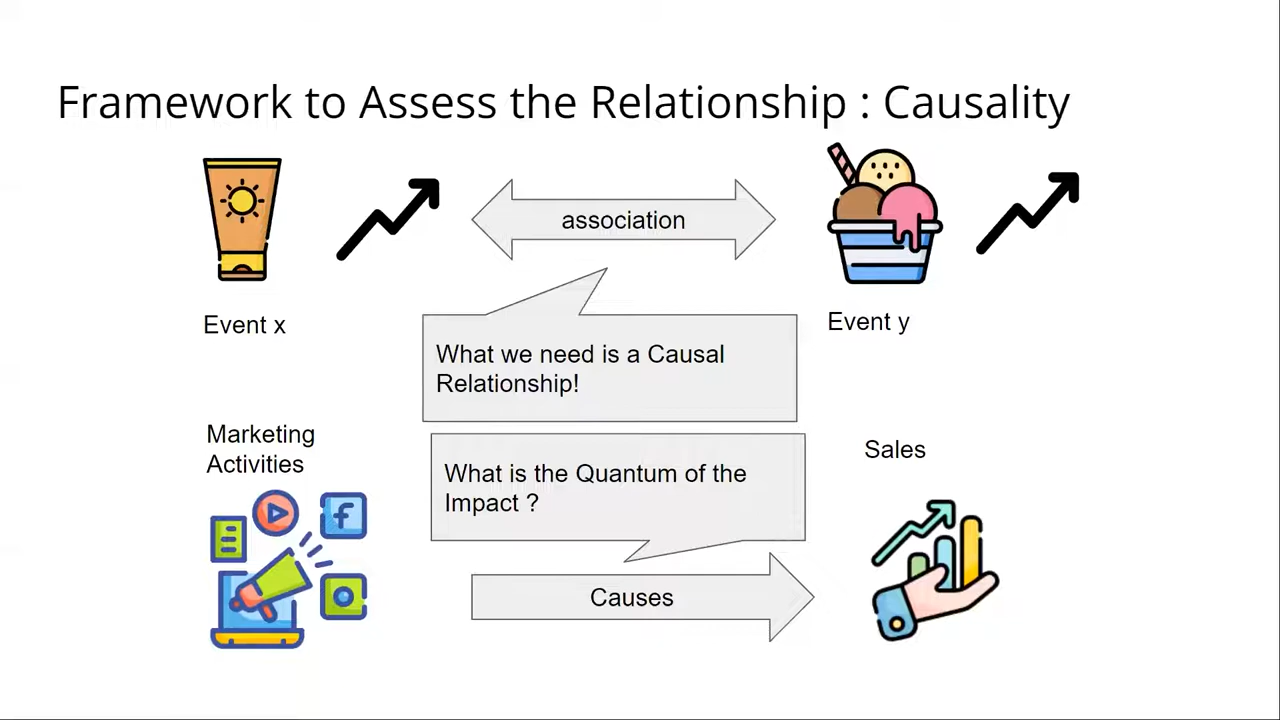 Framework to Assess the Relationship : Causality
association
Event x
Event y
What we need is a Causal
Relationship!
Marketing
Activities
What is the Quantum of the
Impact ?
Sales
Causes